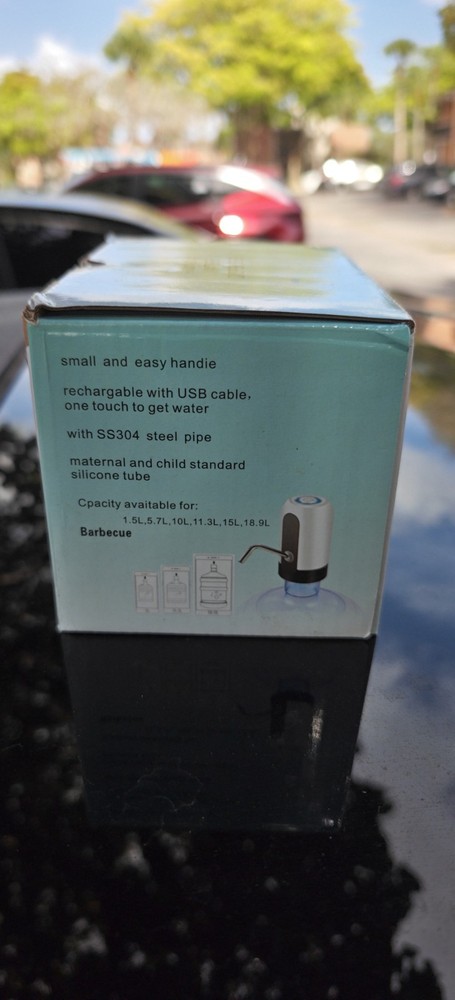 small and easy handie
rechargable with USB cable,
one touch to get water
with SS304 steel pipe
maternal and child standard
silicone tube
Cpacity avaitable for:
1.5L,5.7L,10L,11.3L,15L,18.9L
Barbecue